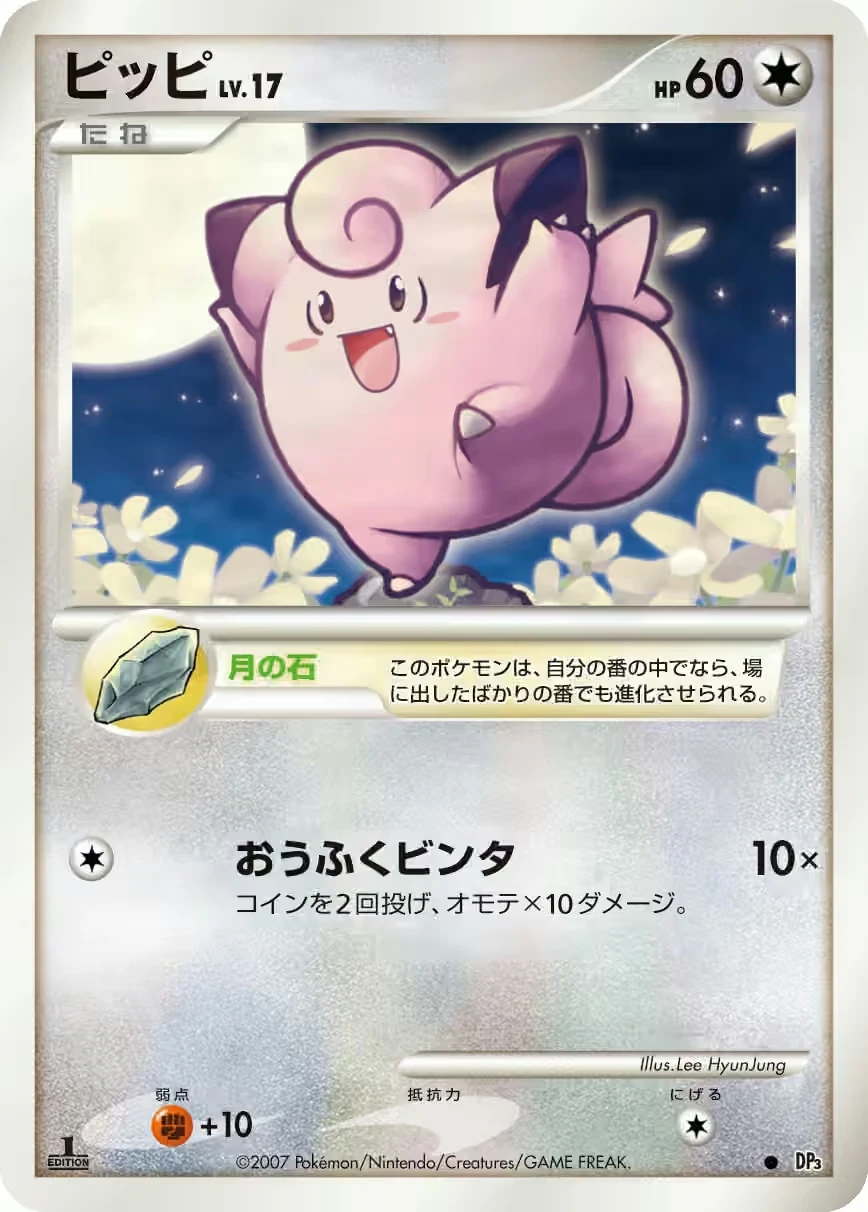 ピッピ LV.17
HP 60
たね
月の石
このポケモンは、自分の番の中でなら、場
に出したばかりの番でも進化させられる。
おうふくビンタ 10×
コインを2回投げ、オモテ×10ダメージ。
Illus.Lee HyunJung
弱点 抵抗力 にげる
+10
1 EDITION
©2007 Pokémon/Nintendo/Creatures/GAME FREAK.
DP3